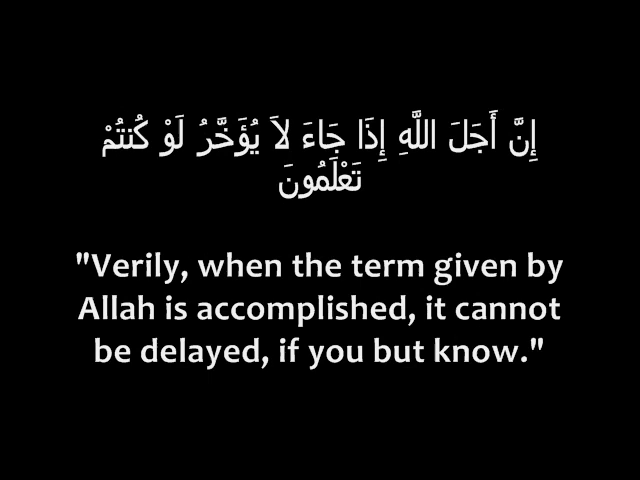 إِنَّ أَجَلَ اللَّهِ إِذَا جَاءَ لاَ يُؤَخَّرُ لَوْ كُنتُمْ
تَعْلَمُونَ
"Verily, when the term given by
Allah is accomplished, it cannot
be delayed, if you but know."